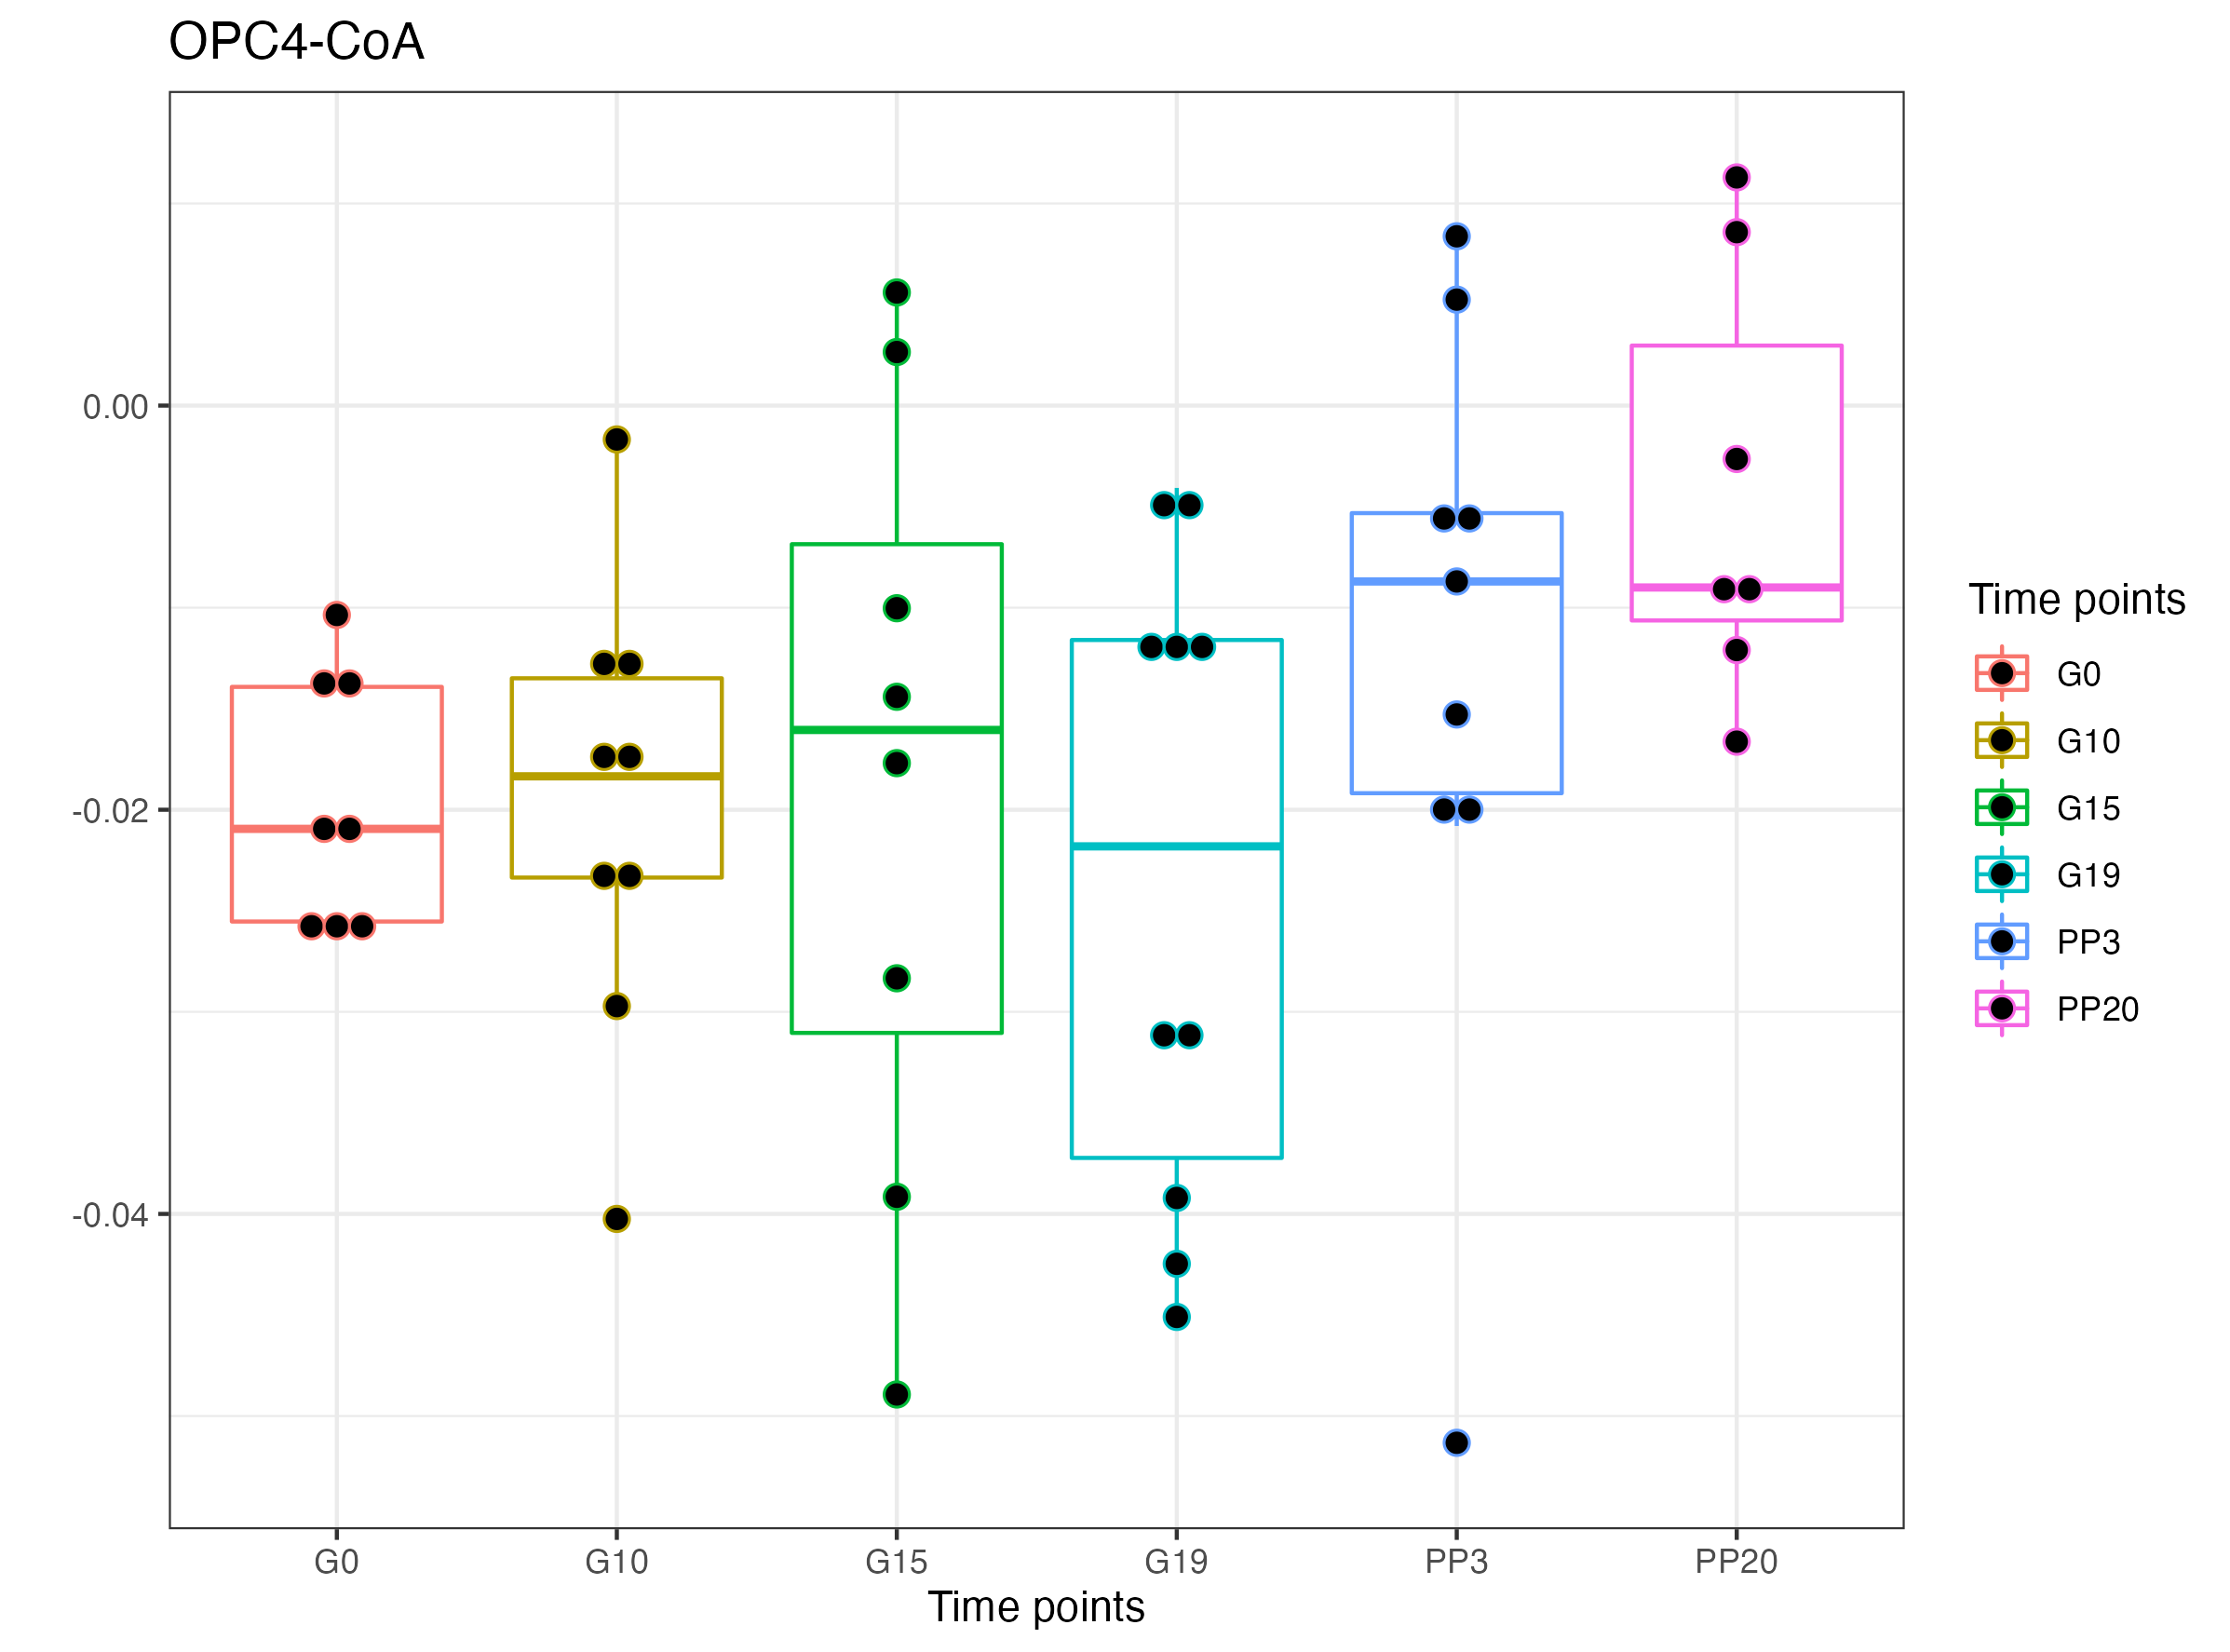 OPC4-CoA
0.00
-0.02
-0.04
G0 G10 G15 G19 PP3 PP20
Time points
Time points
G0
G10
G15
G19
PP3
PP20